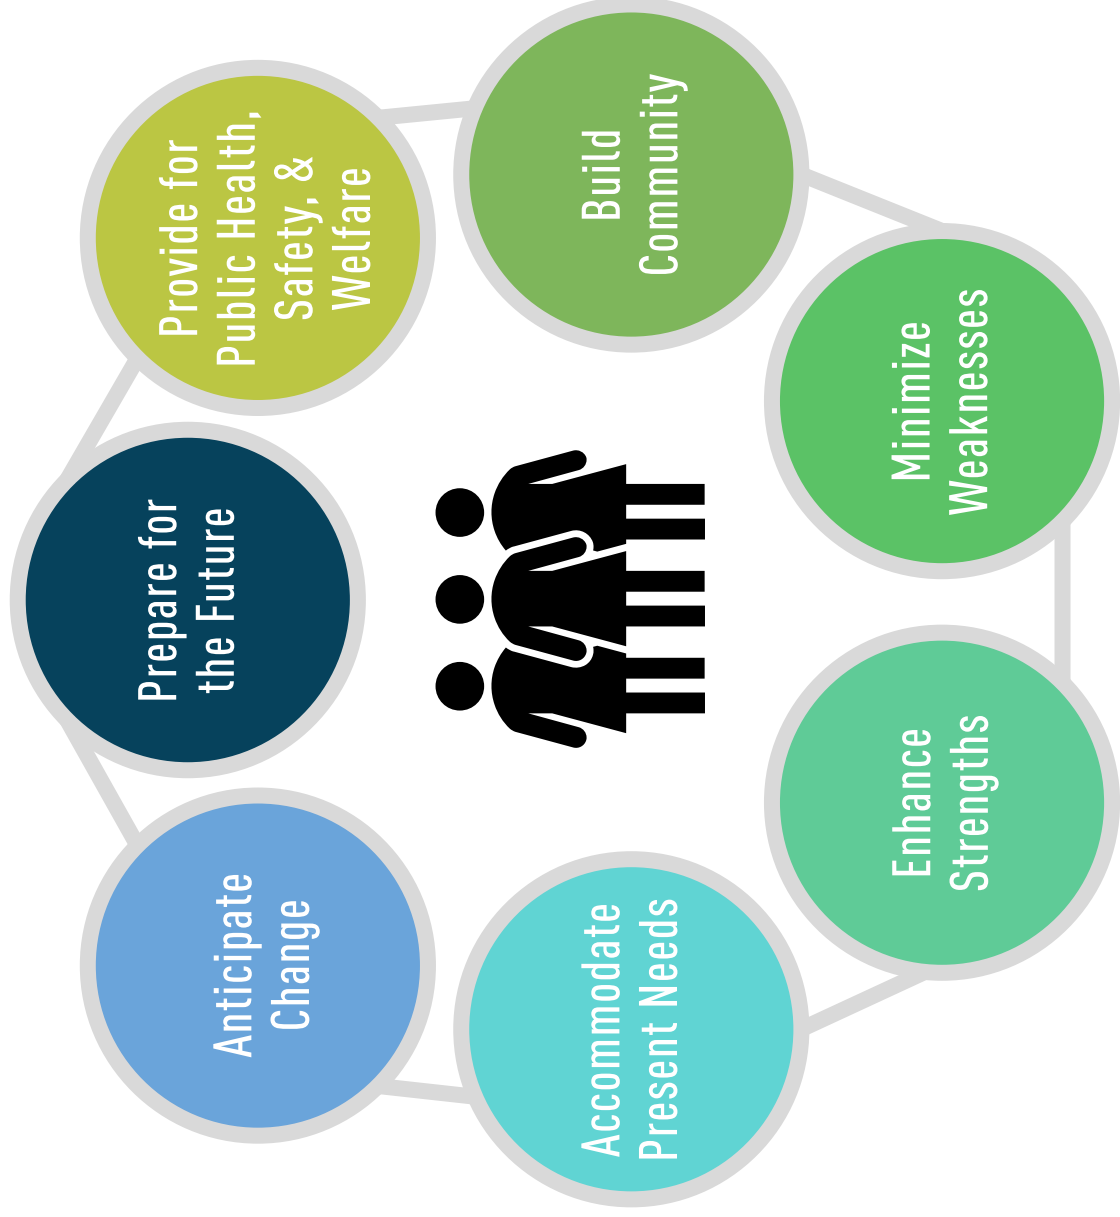 Prepare for
the Future
Provide for
Public Health,
Safety, &
Welfare
Build
Community
Minimize
Weaknesses
Enhance
Strengths
Accommodate
Present Needs
Anticipate
Change